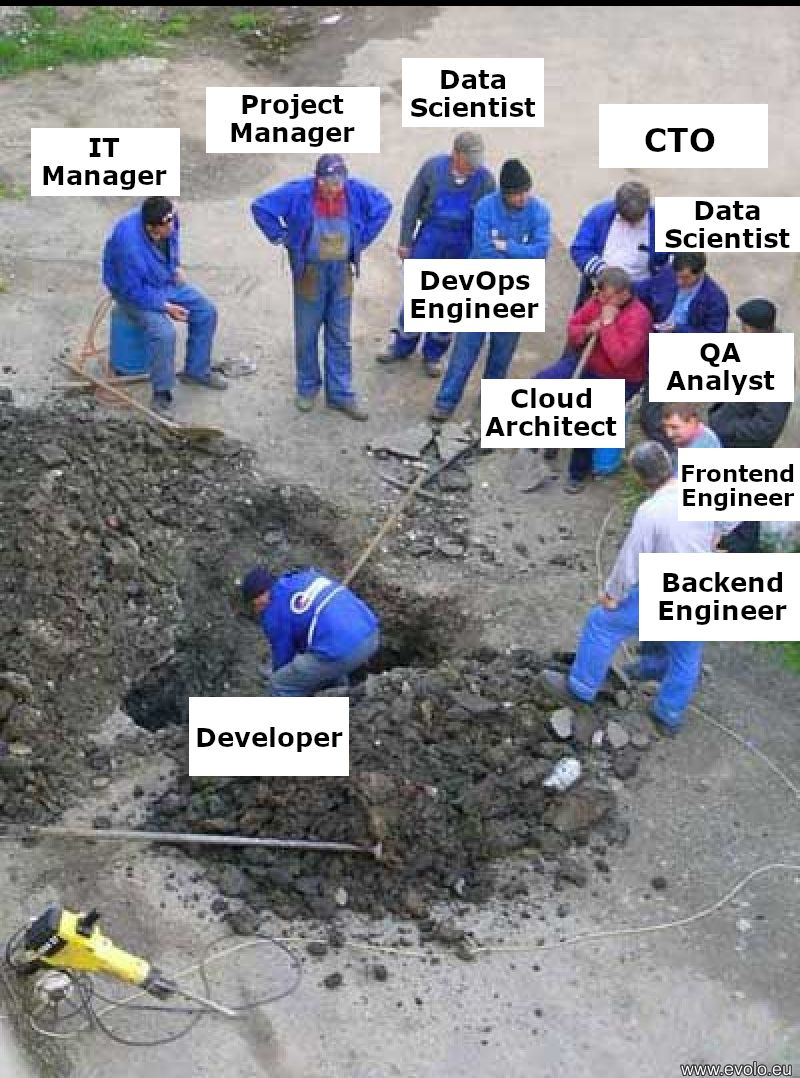 Data
Scientist
Project
Manager
CTO
IT
Manager
Data
Scientist
DevOps
Engineer
QA
Analyst
Cloud
Architect
Frontend
Engineer
Backend
Engineer
Developer
www.evolo.eu